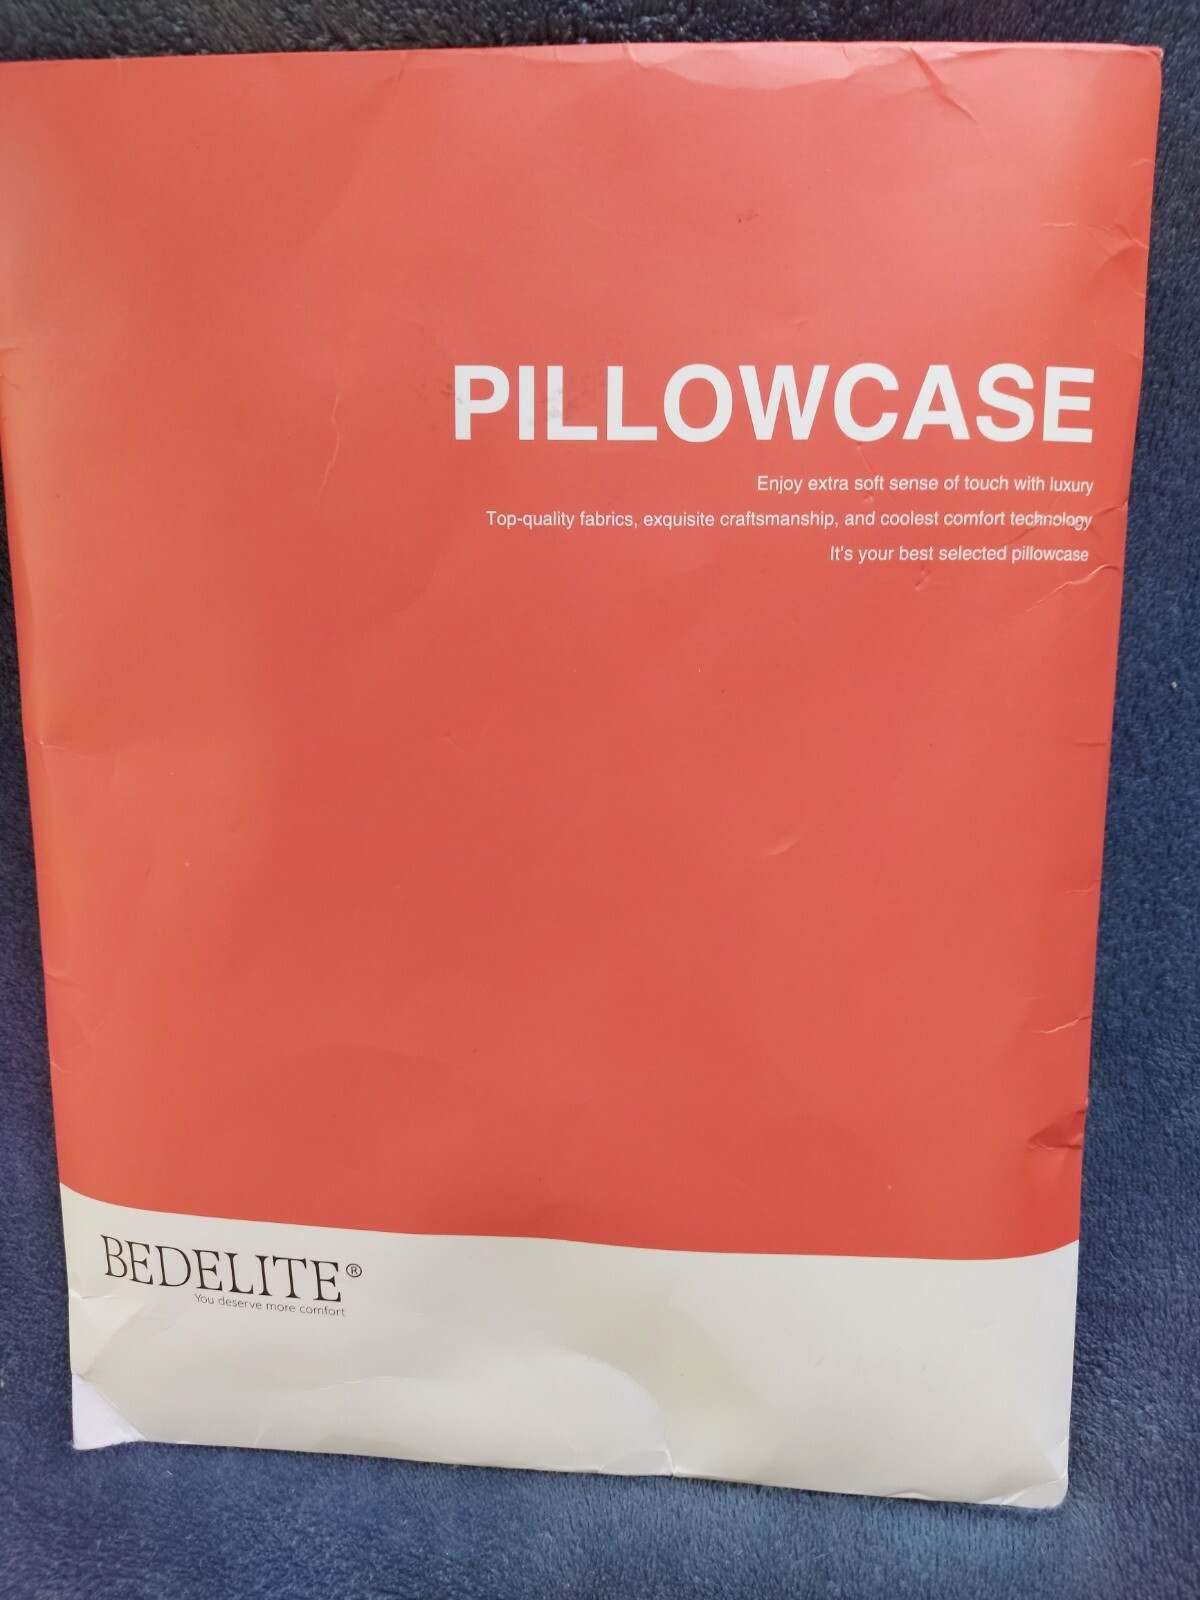 PILLOWCASE
Enjoy extra soft sense of touch with luxury
Top-quality fabrics, exquisite craftsmanship, and coolest comfort technology
It's your best selected pillowcase
BEDELITE®
You deserve more comfort